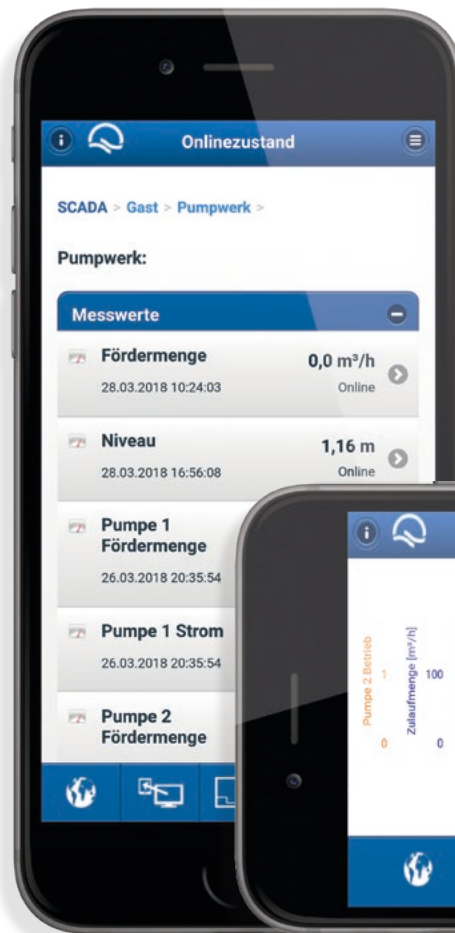 i
Onlinezustand
SCADA > Gast > Pumpwerk >
Pumpwerk:
Messwerte
Fördermenge
0,0 m³/h
28.03.2018 10:24:03
Online
Niveau
1,16 m
28.03.2018 16:56:08
Online
Pumpe 1
Fördermenge
26.03.2018 20:35:54
Pumpe 1 Strom
26.03.2018 20:35:54
Pumpe 2
Fördermenge
i
Pumpe 2 Betrieb
1
0
Zulaufmenge [m³/h]
100
0